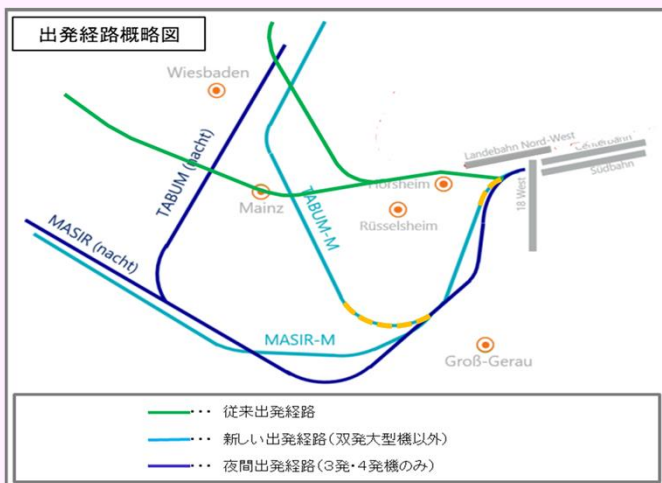 出発経路概略図
Wiesbaden
Landebahn Nord-West
Südbahn
18 West
TABUM (nacht)
Mainz
TABUM-M
Rüsselsheim
MASIR (nacht)
MASIR-M
Groß-Gerau
・・・ 従来出発経路
・・・ 新しい出発経路(双発大型機以外)
・・・ 夜間出発経路(3発・4発機のみ)